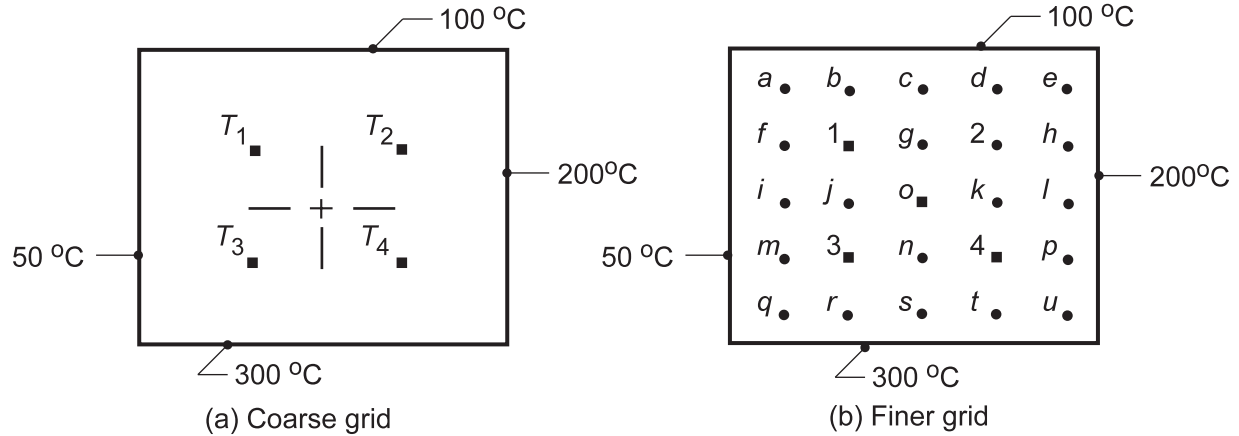 100 °C
T1 T2
200°C
T3 T4
50 °C
300 °C
(a) Coarse grid
100 °C
a b c d e
f 1 g 2 h
i j o k l
200°C
m 3 n 4 p
50 °C
q r s t u
300 °C
(b) Finer grid